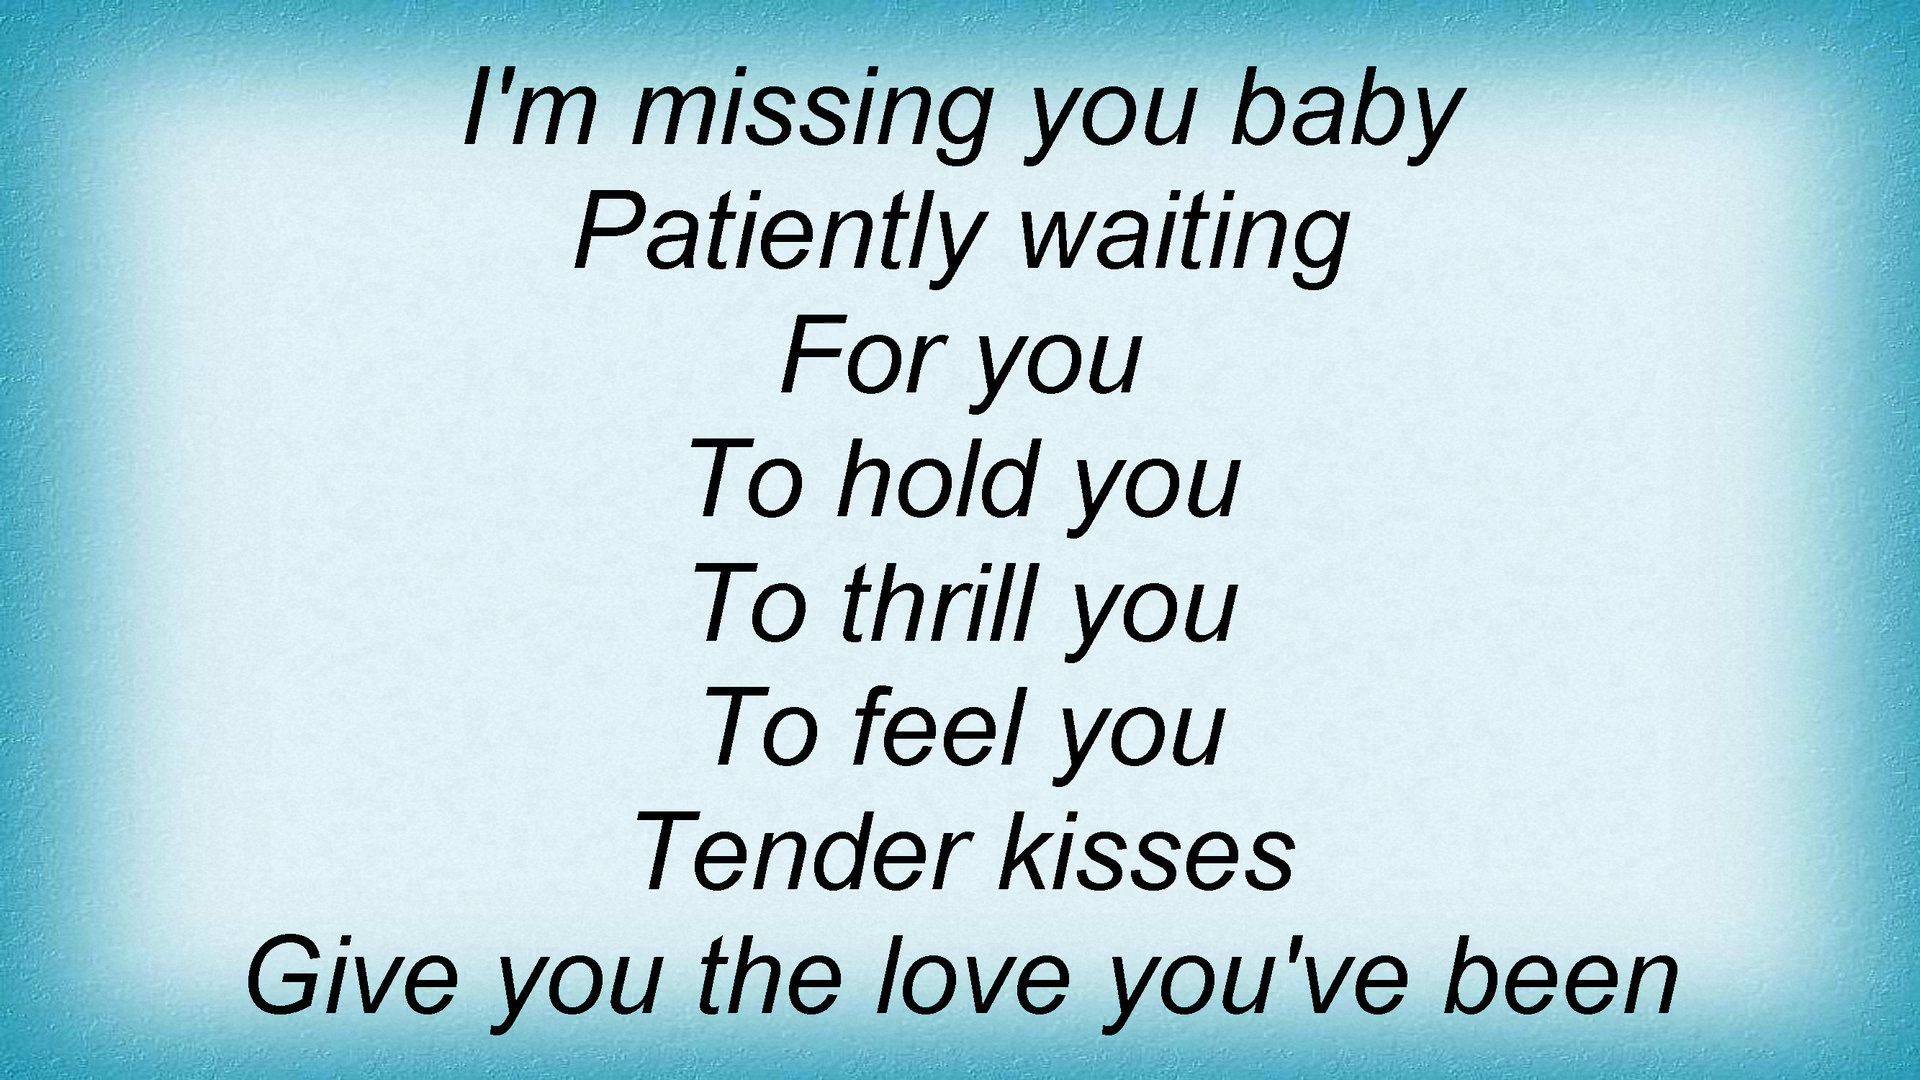 I'm missing you baby
Patiently waiting
For you
To hold you
To thrill you
To feel you
Tender kisses
Give you the love you've been